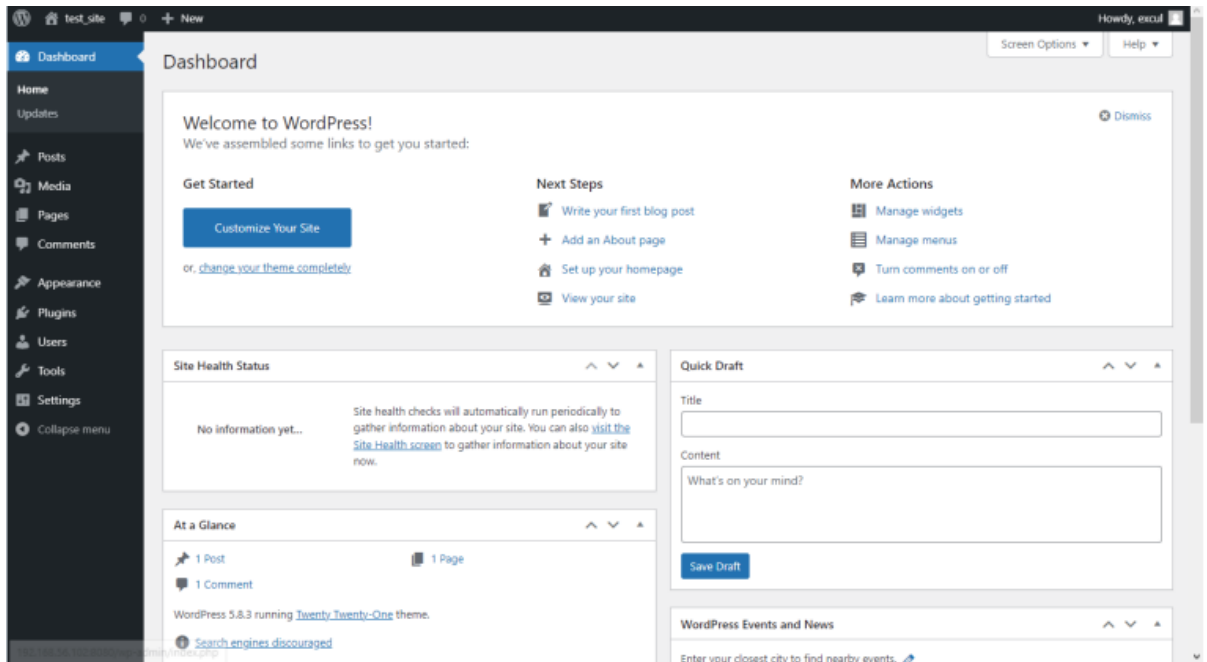 test_site 0 + New Howdy, excul
Dashboard
Home
Updates
Posts
Media
Pages
Comments
Appearance
Plugins
Users
Tools
Settings
Collapse menu
Screen Options ▼ Help ▼
Dashboard
Welcome to WordPress!
We've assembled some links to get you started:
Dismiss
Get Started
Customize Your Site
or, change your theme completely
Next Steps
Write your first blog post
Add an About page
Set up your homepage
View your site
More Actions
Manage widgets
Manage menus
Turn comments on or off
Learn more about getting started
Site Health Status
No information yet...
Site health checks will automatically run periodically to
gather information about your site. You can also visit the
Site Health screen to gather information about your site
now.
At a Glance
1 Post
1 Page
1 Comment
WordPress 5.8.3 running Twenty Twenty-One theme.
Search engines discouraged
Quick Draft
Title
Content
What's on your mind?
Save Draft
WordPress Events and News
Enter your closest city to find nearby events.